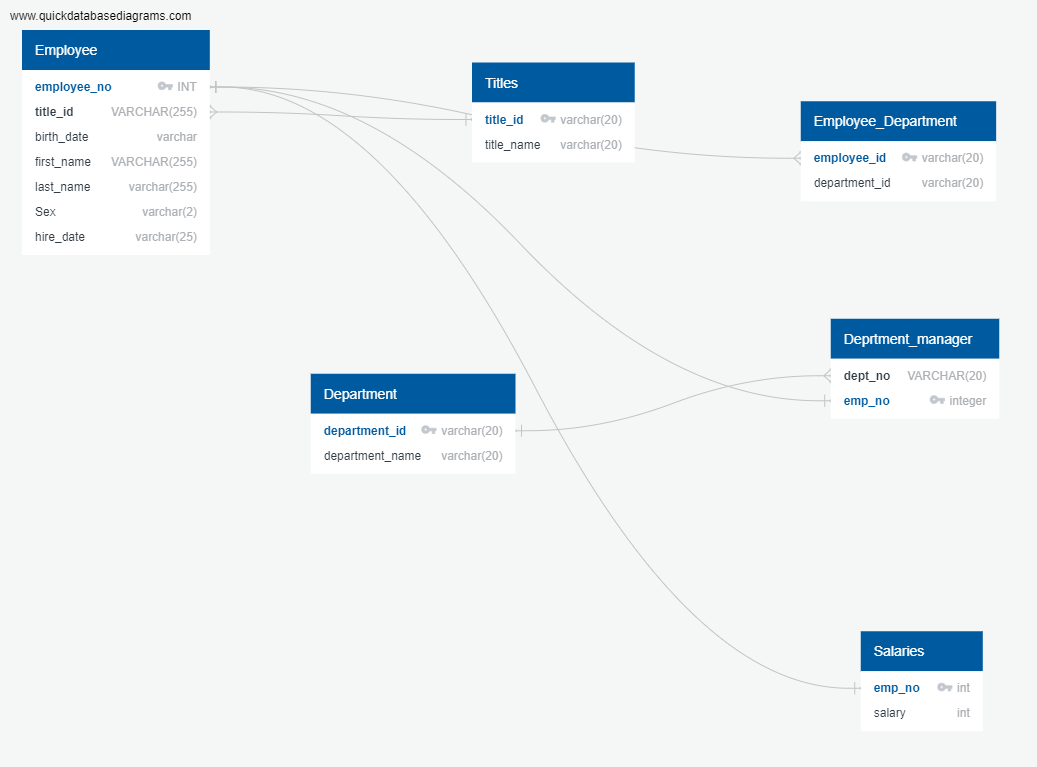 www.quickdatabasediagrams.com
Employee
employee_no INT
title_id VARCHAR(255)
birth_date varchar
first_name VARCHAR(255)
last_name varchar(255)
Sex varchar(2)
hire_date varchar(25)
Titles
title_id varchar(20)
title_name varchar(20)
Employee_Department
employee_id varchar(20)
department_id varchar(20)
Deprtment_manager
dept_no VARCHAR(20)
emp_no integer
Department
department_id varchar(20)
department_name varchar(20)
Salaries
emp_no int
salary int